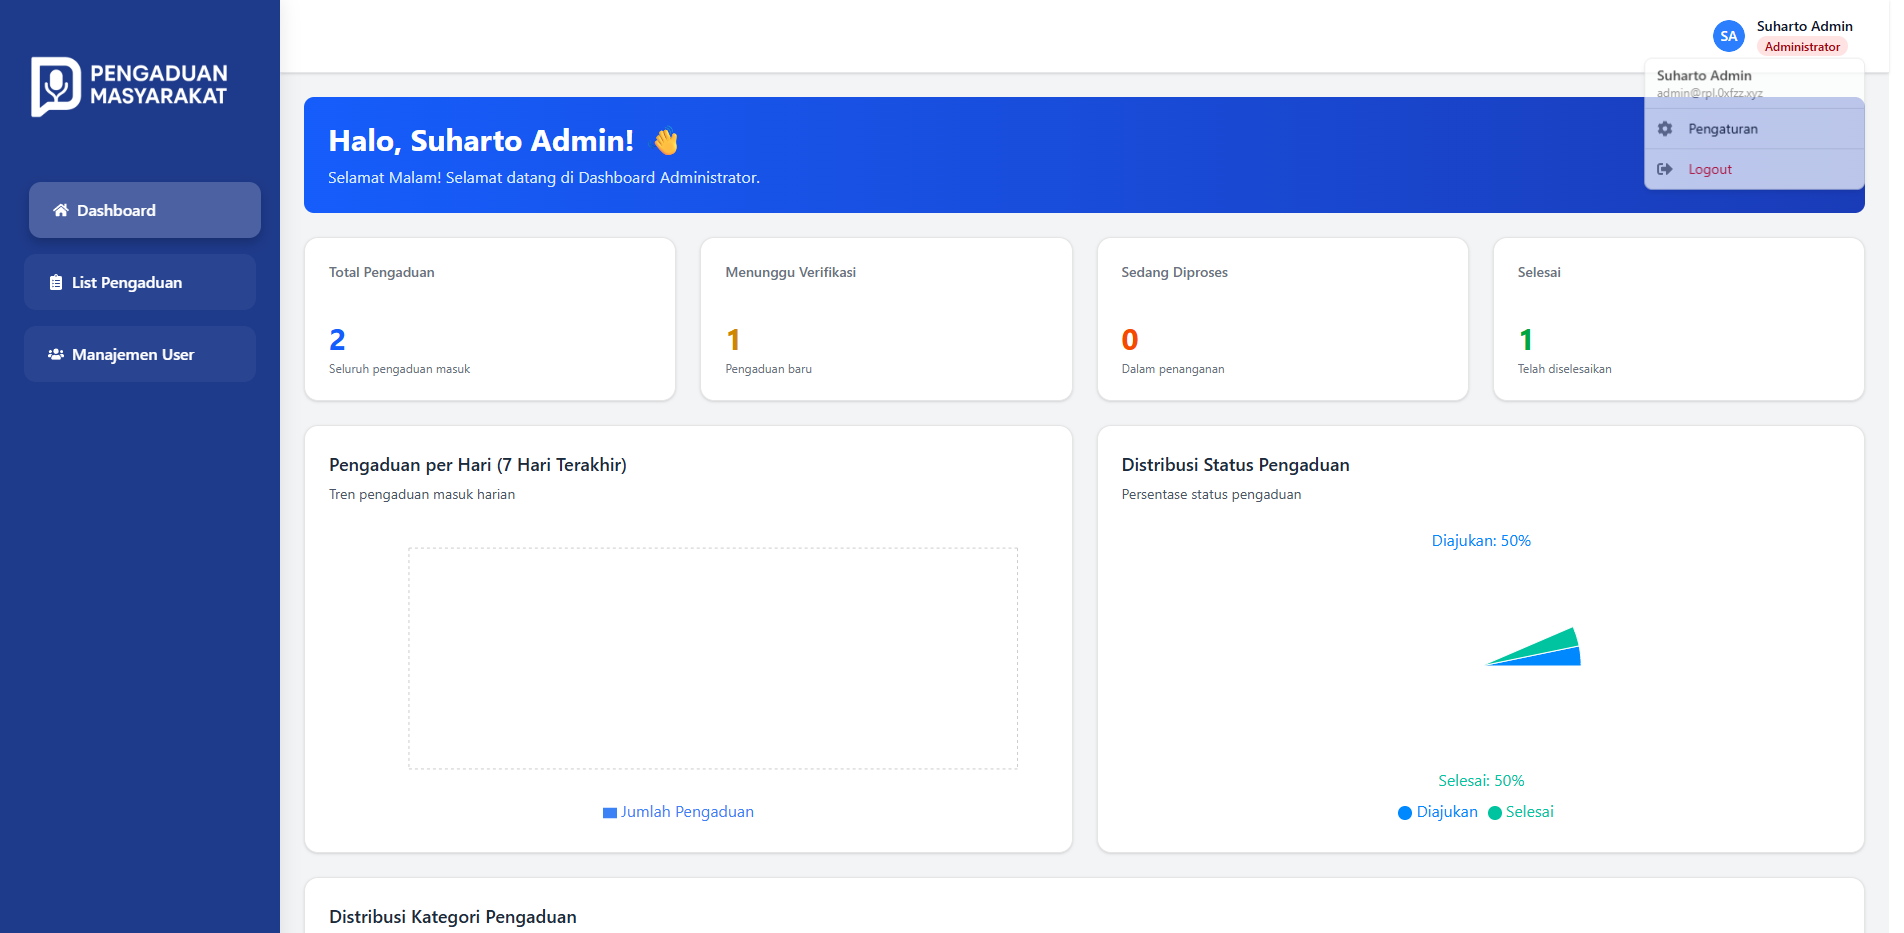 PENGADUAN
MASYARAKAT
Dashboard
List Pengaduan
Manajemen User
SA
Suharto Admin
Administrator
Suharto Admin
admin@rpl.0xfzz.xyz
Pengaturan
Logout
Halo, Suharto Admin! 👋
Selamat Malam! Selamat datang di Dashboard Administrator.
Total Pengaduan
2
Seluruh pengaduan masuk
Menunggu Verifikasi
1
Pengaduan baru
Sedang Diproses
0
Dalam penanganan
Selesai
1
Telah diselesaikan
Pengaduan per Hari (7 Hari Terakhir)
Tren pengaduan masuk harian
Jumlah Pengaduan
Distribusi Status Pengaduan
Persentase status pengaduan
Diajukan: 50%
Selesai: 50%
Diajukan Selesai
Distribusi Kategori Pengaduan